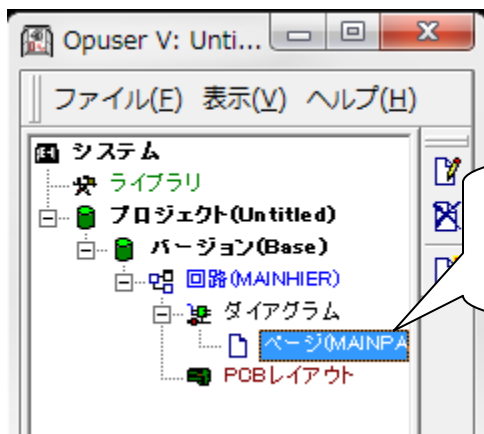 Opuser V: Unti...
ファイル(F) 表示(V) ヘルプ(H)
システム
ライブラリ
プロジェクト(Untitled)
バージョン(Base)
回路(MAINHIER)
ダイアグラム
ページ(MAINPA
PCBレイアウト